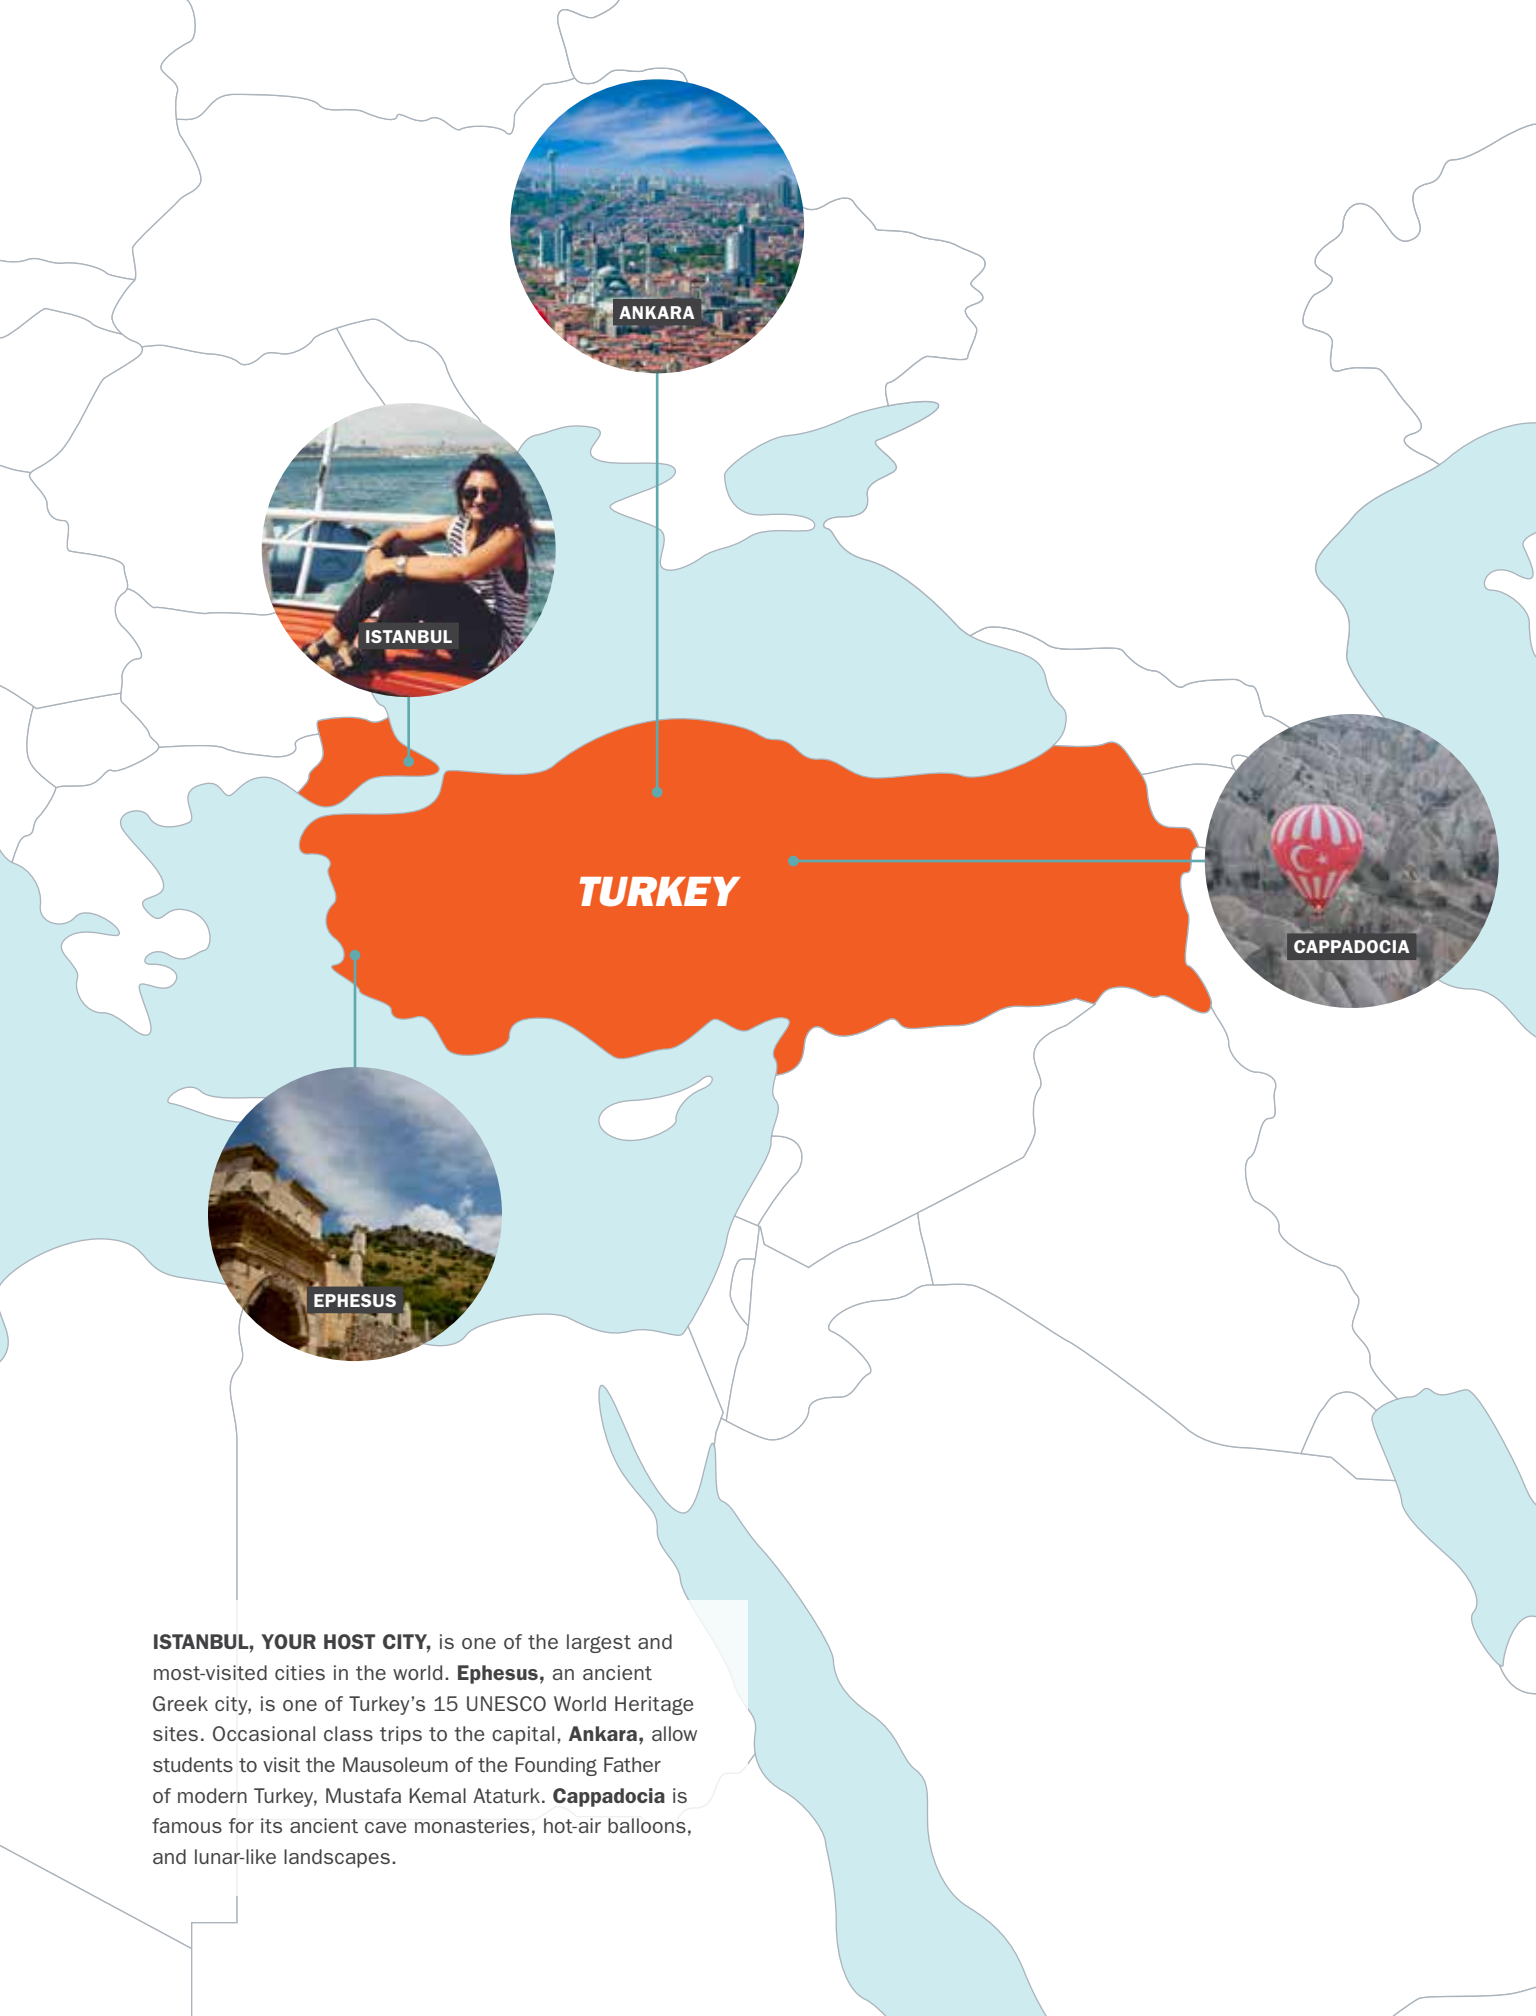 ANKARA
ISTANBUL
TURKEY
CAPPADOCIA
EPHESUS
ISTANBUL, YOUR HOST CITY, is one of the largest and
most-visited cities in the world. Ephesus, an ancient
Greek city, is one of Turkey’s 15 UNESCO World Heritage
sites. Occasional class trips to the capital, Ankara, allow
students to visit the Mausoleum of the Founding Father
of modern Turkey, Mustafa Kemal Ataturk. Cappadocia is
famous for its ancient cave monasteries, hot-air balloons,
and lunar-like landscapes.